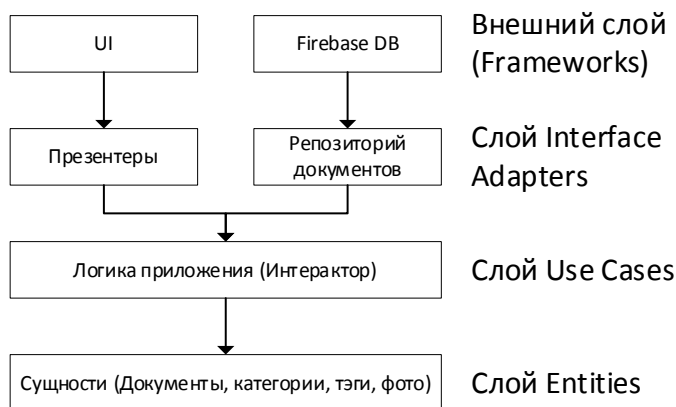 UI
Firebase DB
Внешний слой
(Frameworks)
Презентеры
Репозиторий
документов
Слой Interface
Adapters
Логика приложения (Интерактор)
Слой Use Cases
Сущности (Документы, категории, тэги, фото)
Слой Entities